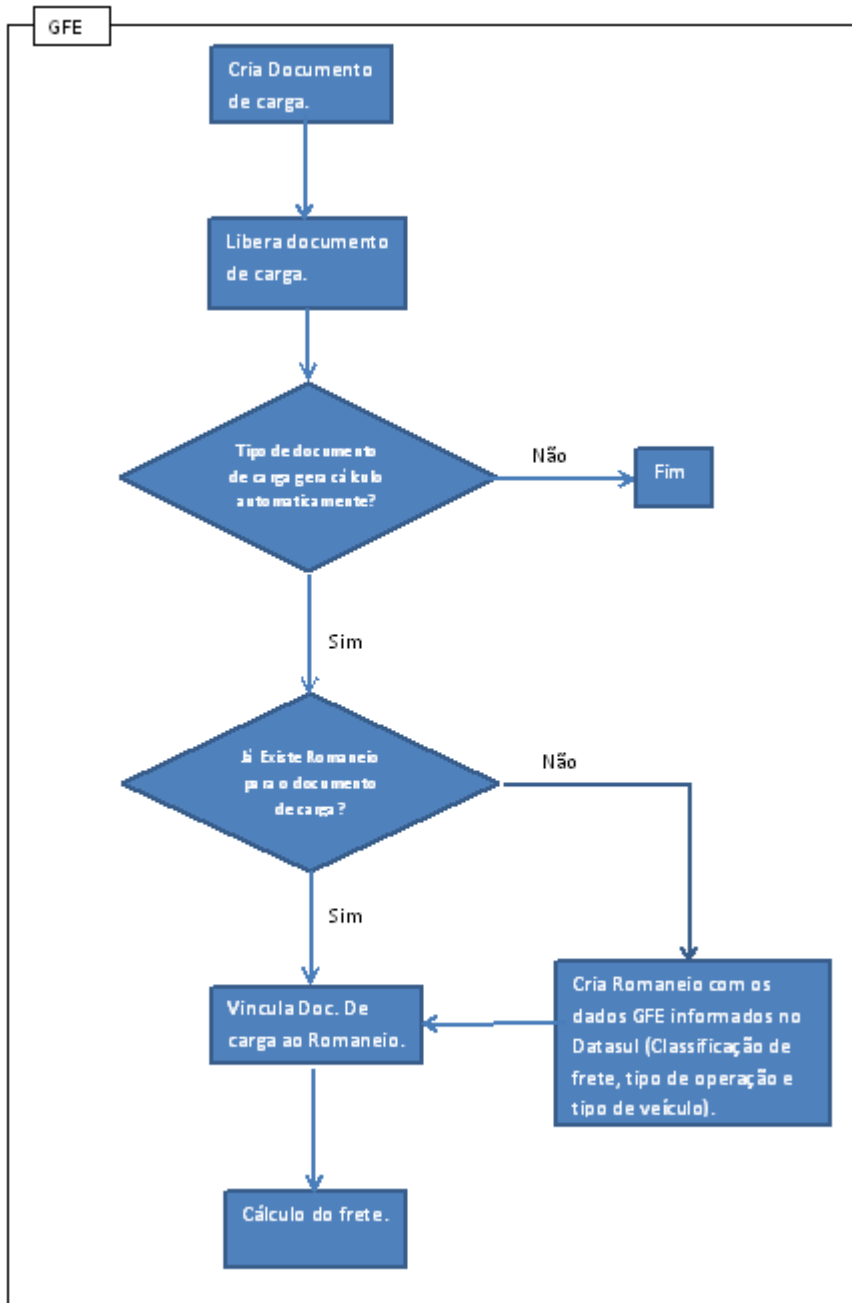 GFE
Cria Documento
de carga.
Libera documento
de carga.
Tipo de documento
de carga gera cálculo
automaticamente?
Não
Fim
Sim
Já Existe Romaneio
para o documento
de carga?
Não
Sim
Vincula Doc. De
carga ao Romaneio.
Cria Romaneio com os
dados GFE informados no
Datasul (Classificação de
frete, tipo de operação e
tipo de veículo).
Cálculo do frete.